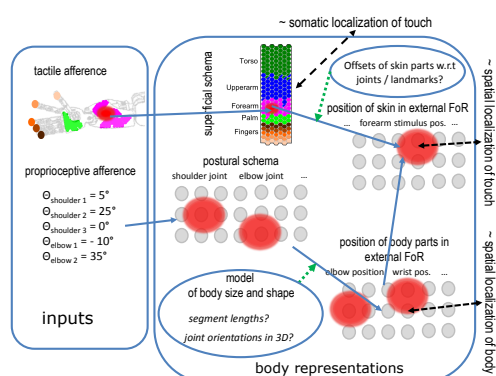 ~ somatic localization of touch
tactile afference
superficial schema
Torso
Upperarm
Forearm
Palm
Fingers
Offsets of skin parts w.r.t
joints / landmarks?
position of skin in external FoR
... forearm stimulus pos. ...
~ spatial localization
of touch
proprioceptive afference
Θshoulder 1 = 5°
Θshoulder 2 = 25°
Θshoulder 3 = 0°
Θelbow 1 = - 10°
Θelbow 2 = 35°
postural schema
shoulder joint elbow joint ...
position of body parts in
external FoR
elbow position wrist pos. ...
~ spatial localization
of body
model
of body size and shape
segment lengths?
joint orientations in 3D?
inputs
body representations